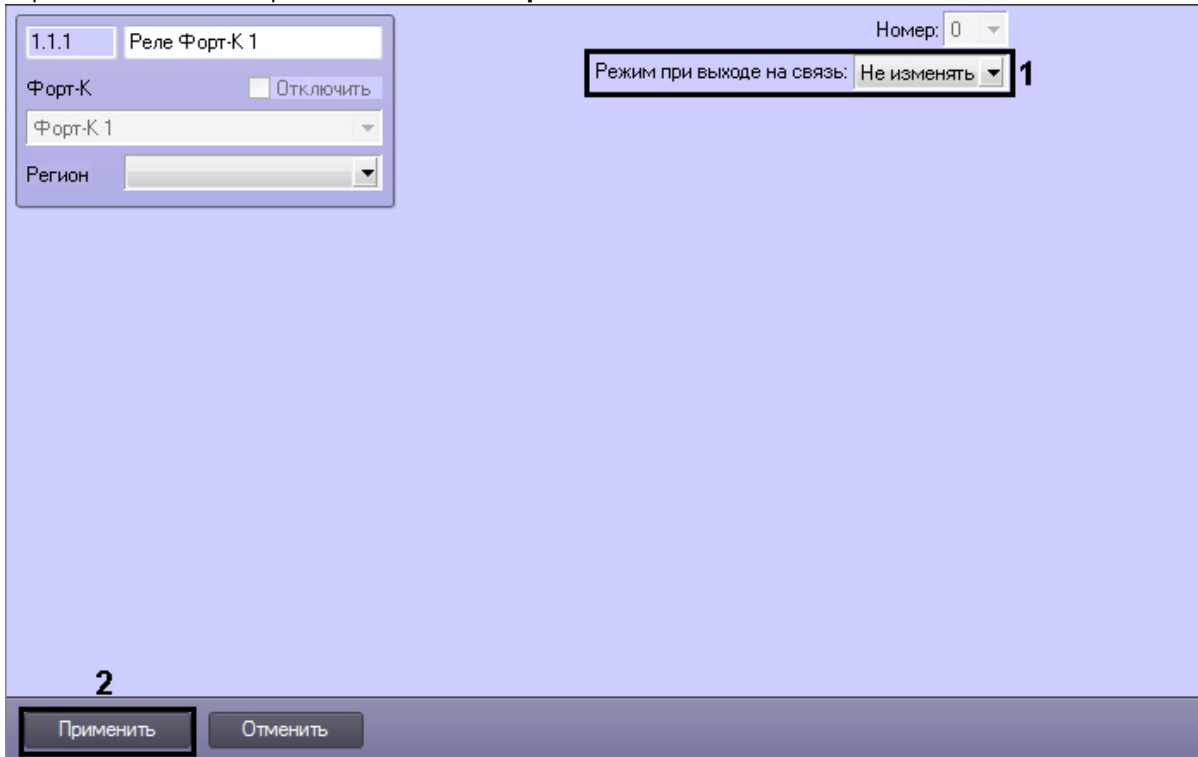 1.1.1 Реле Форт-К 1
Номер: 0
Режим при выходе на связь: Не изменять 1
Форт-К Отключить
Форт-К 1
Регион
2
Применить Отменить